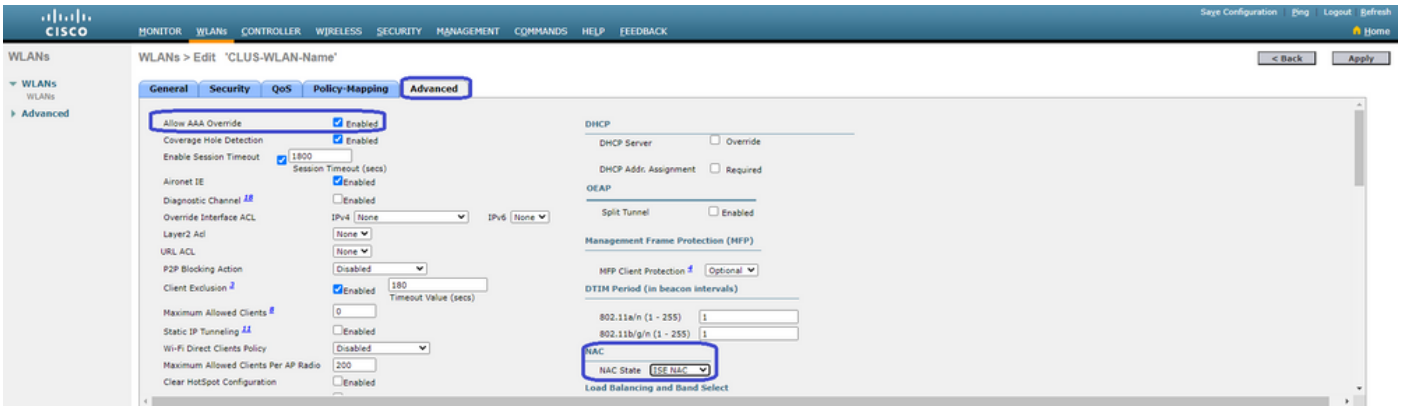 Save Configuration | Ping | Logout | Refresh
CISCO
MONITOR WLANs CONTROLLER WIRELESS SECURITY MANAGEMENT COMMANDS HELP FEEDBACK
Home
WLANs
WLANs > Edit 'CLUS-WLAN-Name'
< Back
Apply
WLANs
WLANs
Advanced
General Security QoS Policy-Mapping Advanced
Allow AAA Override Enabled
Coverage Hole Detection Enabled
Enable Session Timeout 1800
Session Timeout (secs)
Aironet IE Enabled
Diagnostic Channel 18 Enabled
Override Interface ACL IPv4 None IPv6 None
Layer2 Acl None
URL ACL None
P2P Blocking Action Disabled
Client Exclusion 3 Enabled 180
Timeout Value (secs)
Maximum Allowed Clients 8 0
Static IP Tunneling 11 Enabled
Wi-Fi Direct Clients Policy Disabled
Maximum Allowed Clients Per AP Radio 200
Clear HotSpot Configuration Enabled
DHCP
DHCP Server Override
DHCP Addr. Assignment Required
OEAP
Split Tunnel Enabled
Management Frame Protection (MFP)
MFP Client Protection 4 Optional
DTIM Period (in beacon intervals)
802.11a/n (1 - 255) 1
802.11b/g/n (1 - 255) 1
NAC
NAC State ISE NAC
Load Balancing and Band Select